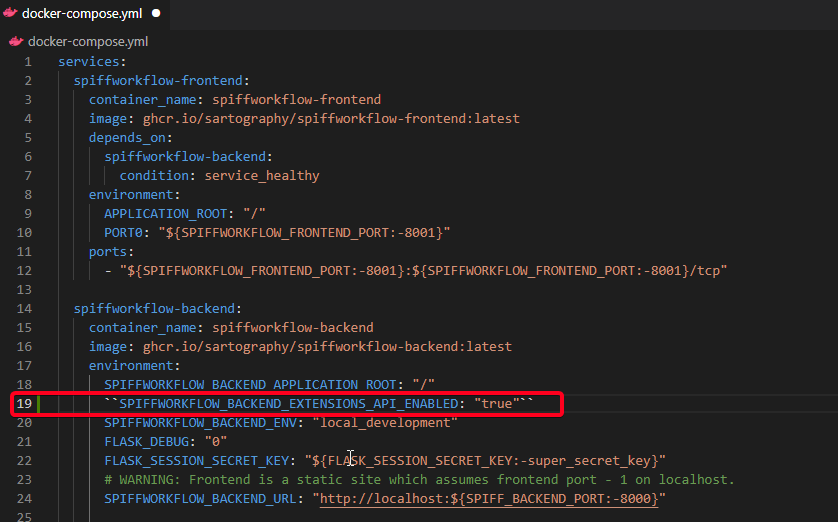 docker-compose.yml
docker-compose.yml
1 services:
2   spiffworkflow-frontend:
3     container_name: spiffworkflow-frontend
4     image: ghcr.io/sartography/spiffworkflow-frontend:latest
5     depends_on:
6       spiffworkflow-backend:
7         condition: service_healthy
8     environment:
9       APPLICATION_ROOT: "/"
10       PORT0: "${SPIFFWORKFLOW_FRONTEND_PORT:-8001}"
11     ports:
12       - "${SPIFFWORKFLOW_FRONTEND_PORT:-8001}:${SPIFFWORKFLOW_FRONTEND_PORT:-8001}/tcp"
13
14   spiffworkflow-backend:
15     container_name: spiffworkflow-backend
16     image: ghcr.io/sartography/spiffworkflow-backend:latest
17     environment:
18       SPIFFWORKFLOW_BACKEND_APPLICATION_ROOT: "/"
19       ``SPIFFWORKFLOW_BACKEND_EXTENSIONS_API_ENABLED: "true"``
20       SPIFFWORKFLOW_BACKEND_ENV: "local_development"
21       FLASK_DEBUG: "0"
22       FLASK_SESSION_SECRET_KEY: "${FLASK_SESSION_SECRET_KEY:-super_secret_key}"
23       # WARNING: Frontend is a static site which assumes frontend port - 1 on localhost.
24       SPIFFWORKFLOW_BACKEND_URL: "http://localhost:${SPIFF_BACKEND_PORT:-8000}"
25